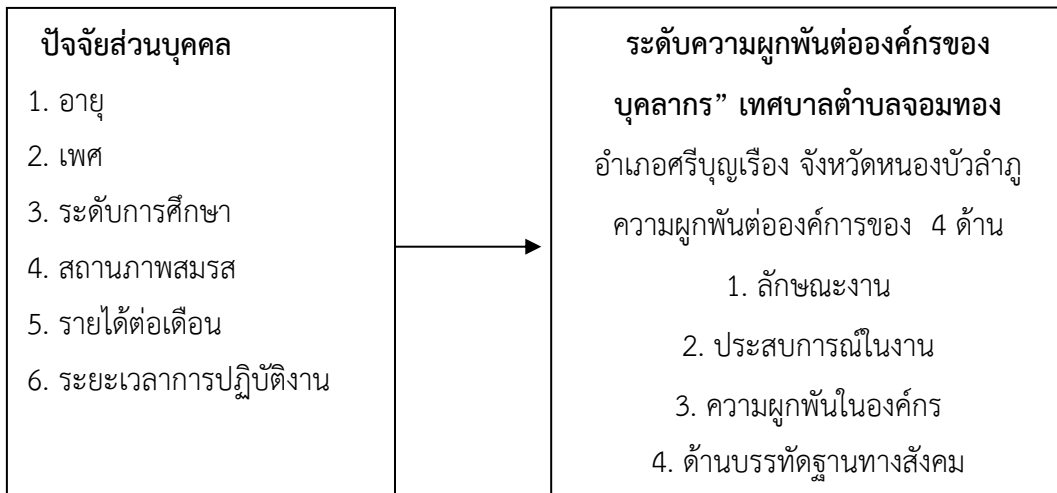 ปัจจัยส่วนบุคคล
1. อายุ
2. เพศ
3. ระดับการศึกษา
4. สถานภาพสมรส
5. รายได้ต่อเดือน
6. ระยะเวลาการปฏิบัติงาน
ระดับความผูกพันต่อองค์กรของ
บุคลากร” เทศบาลตำบลจอมทอง
อำเภอศรีบุญเรือง จังหวัดหนองบัวลำภู
ความผูกพันต่อองค์การของ 4 ด้าน
1. ลักษณะงาน
2. ประสบการณ์ในงาน
3. ความผูกพันในองค์กร
4. ด้านบรรทัดฐานทางสังคม